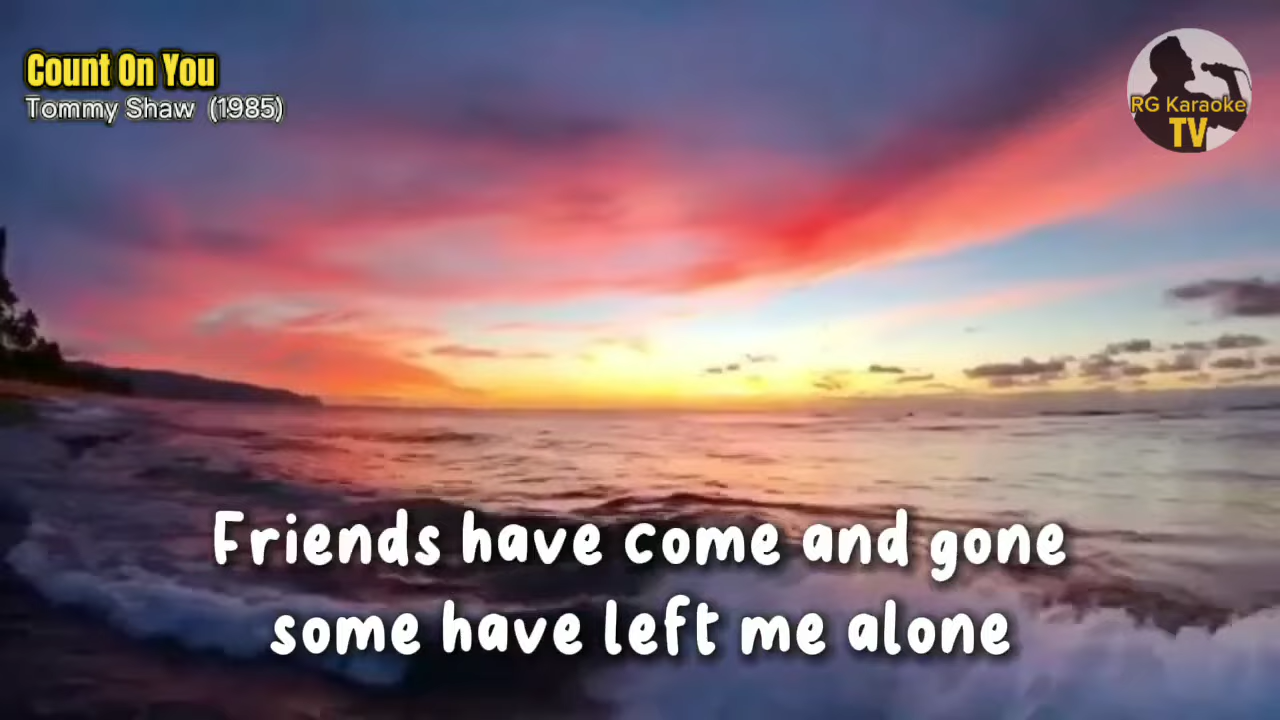 Count On You
Tommy Shaw (1985)
RG Karaoke
TV
Friends have come and gone
some have left me alone